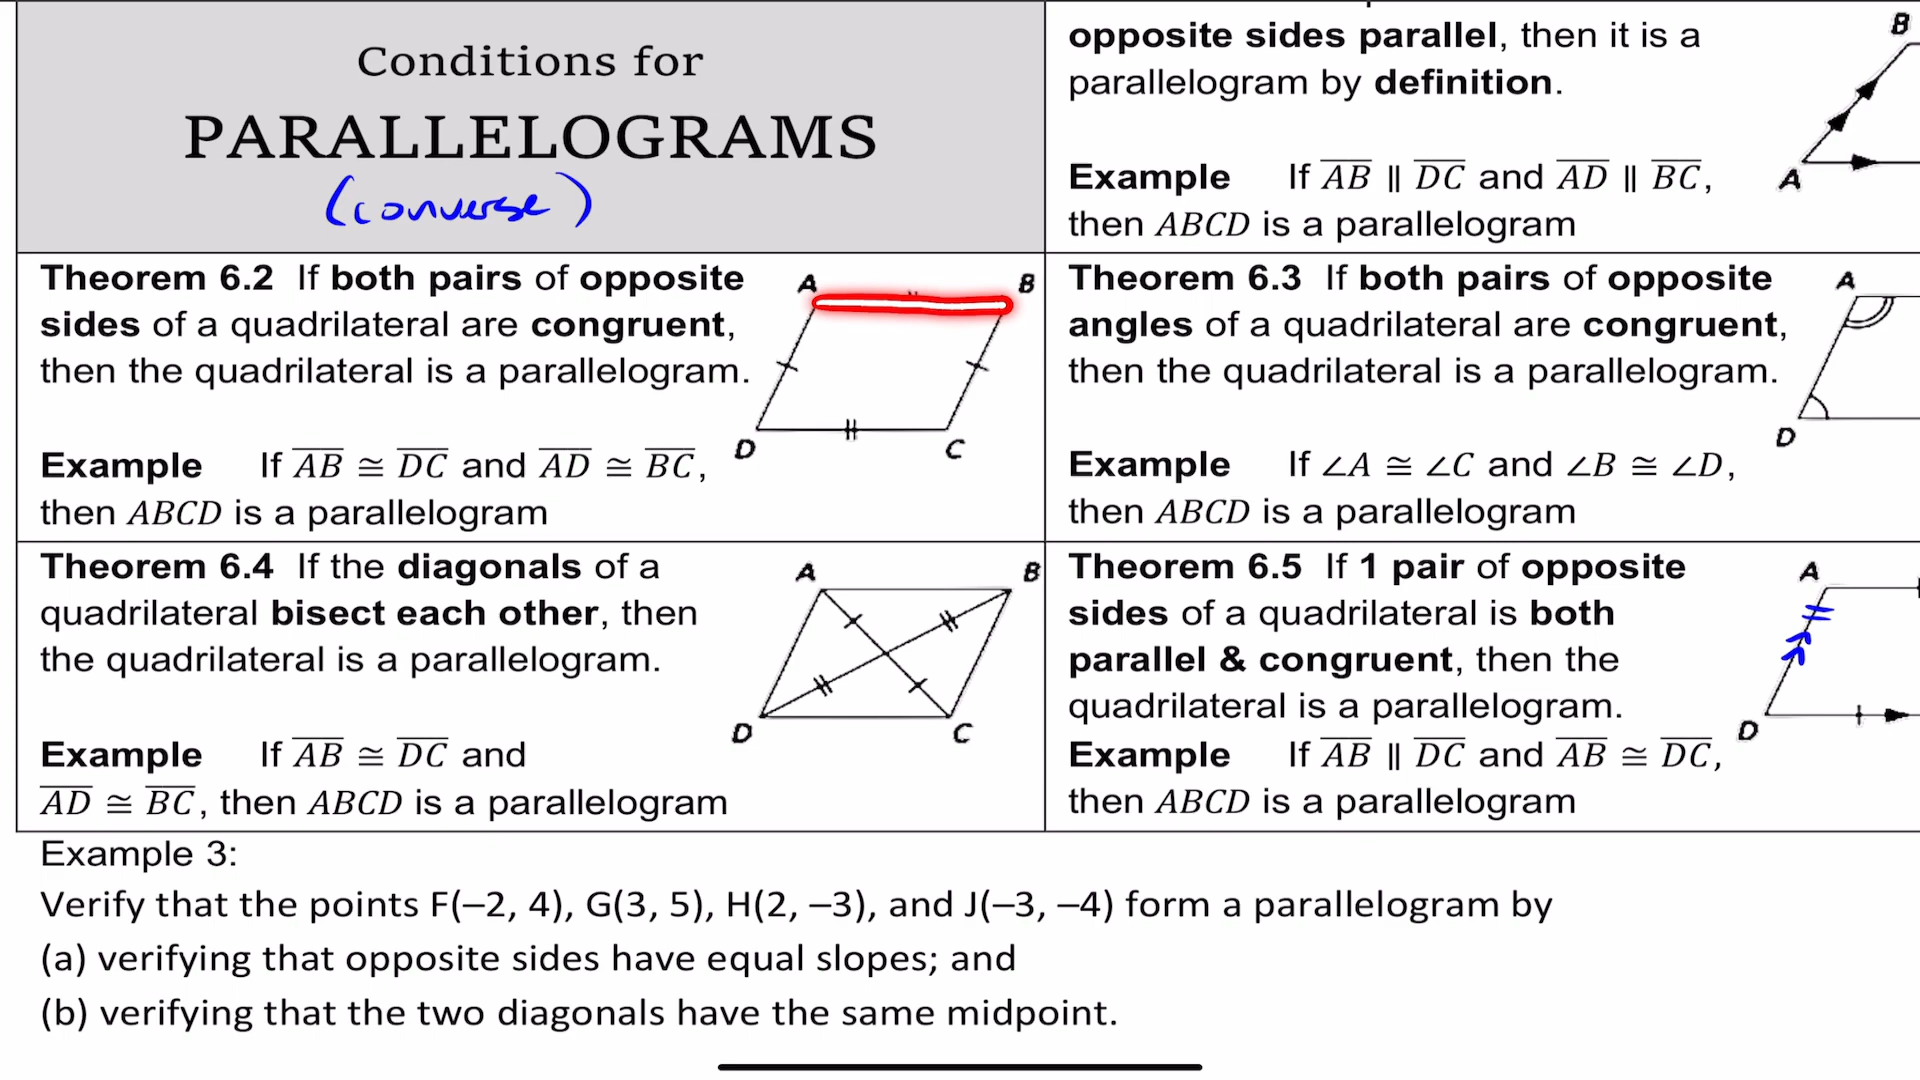 Conditions for
PARALLELOGRAMS
(converse)
opposite sides parallel, then it is a
parallelogram by definition.
Example If AB ∥ DC and AD ∥ BC,
then ABCD is a parallelogram
B
A
Theorem 6.2 If both pairs of opposite
sides of a quadrilateral are congruent,
then the quadrilateral is a parallelogram.
Example If AB ≅ DC and AD ≅ BC,
then ABCD is a parallelogram
A B
D C
Theorem 6.3 If both pairs of opposite
angles of a quadrilateral are congruent,
then the quadrilateral is a parallelogram.
Example If ∠A ≅ ∠C and ∠B ≅ ∠D,
then ABCD is a parallelogram
A
D
Theorem 6.4 If the diagonals of a
quadrilateral bisect each other, then
the quadrilateral is a parallelogram.
Example If AB ≅ DC and
AD ≅ BC, then ABCD is a parallelogram
A B
D C
Theorem 6.5 If 1 pair of opposite
sides of a quadrilateral is both
parallel & congruent, then the
quadrilateral is a parallelogram.
Example If AB ∥ DC and AB ≅ DC,
then ABCD is a parallelogram
A
D
Example 3:
Verify that the points F(–2, 4), G(3, 5), H(2, –3), and J(–3, –4) form a parallelogram by
(a) verifying that opposite sides have equal slopes; and
(b) verifying that the two diagonals have the same midpoint.